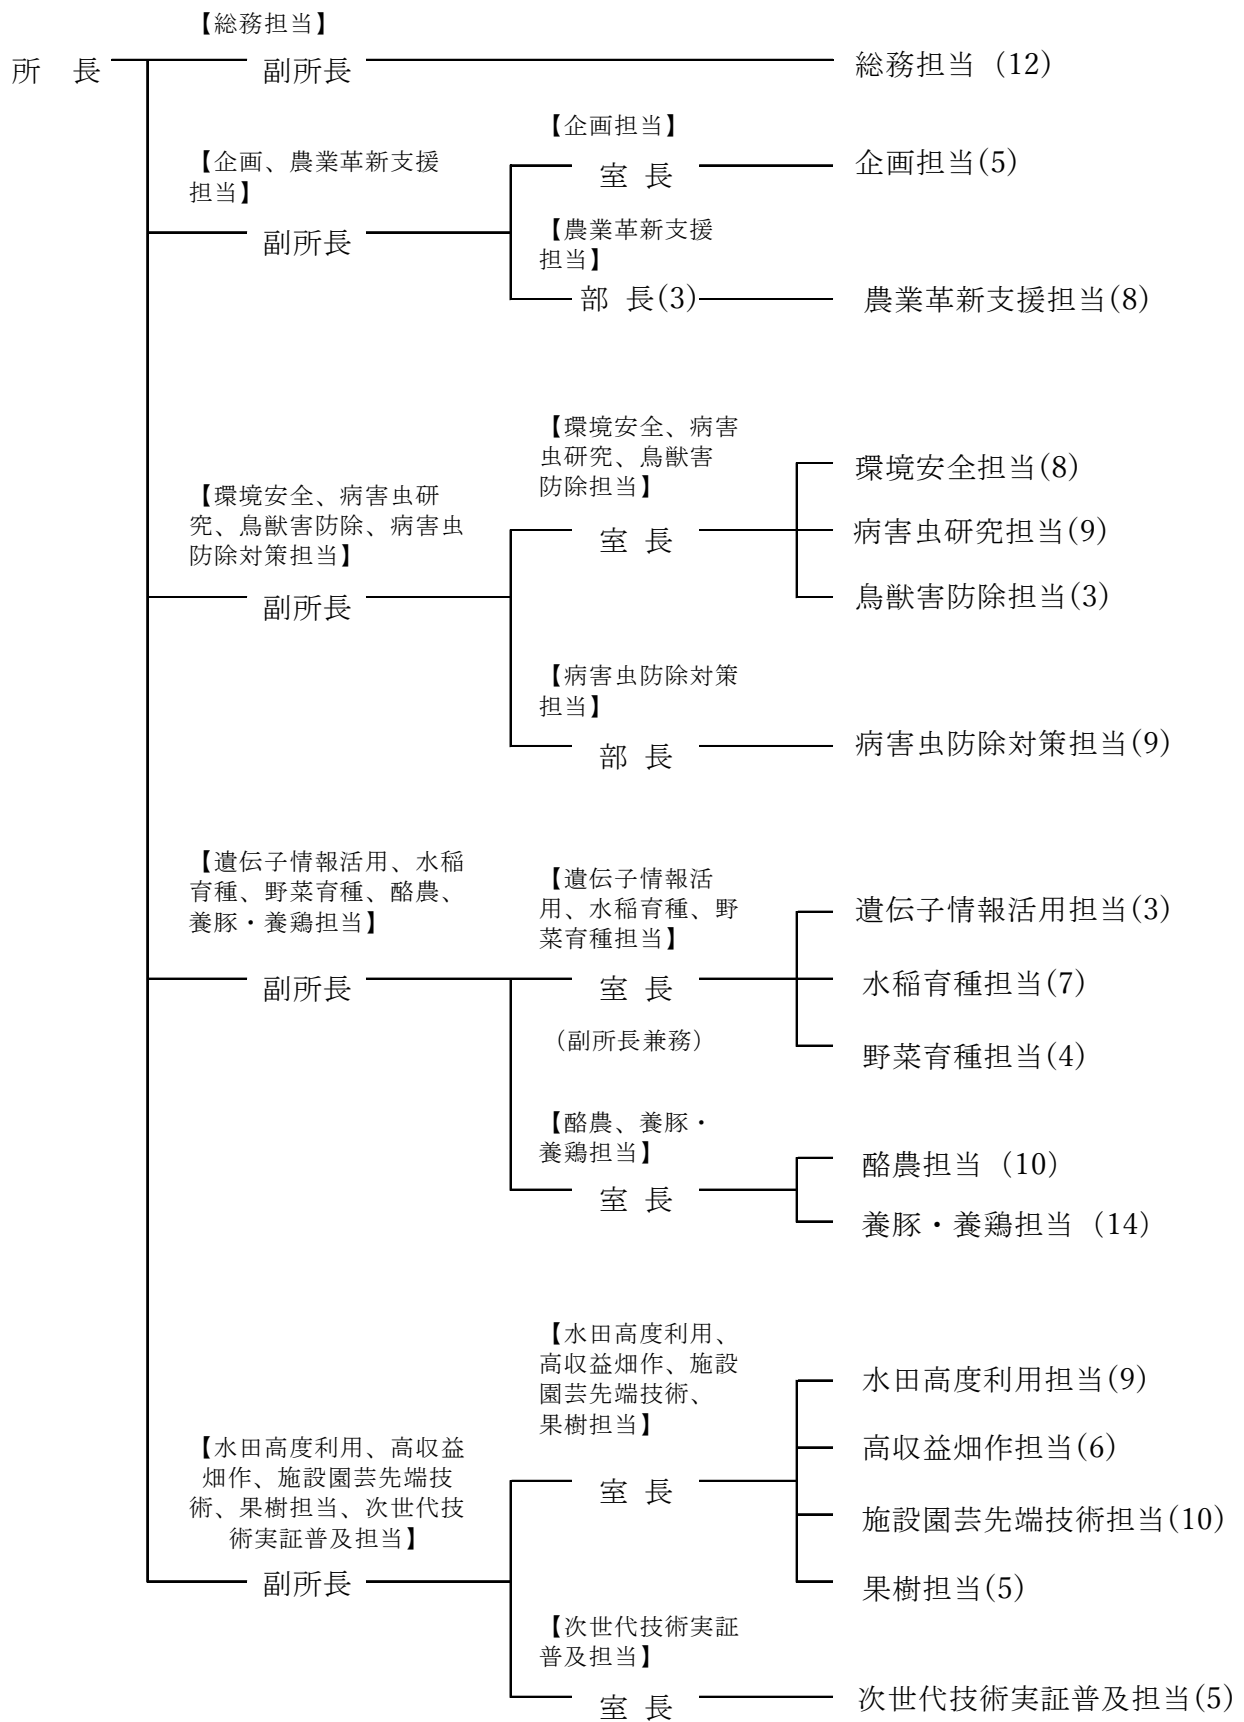 【総務担当】
所 長
副所長
総務担当 (12)
【企画担当】
【企画、農業革新支援
担当】
室 長
企画担当(5)
副所長
【農業革新支援
担当】
部 長(3)
農業革新支援担当(8)
【環境安全、病害
虫研究、鳥獣害
防除担当】
環境安全担当(8)
【環境安全、病害虫研
究、鳥獣害防除、病害虫
防除対策担当】
室 長
病害虫研究担当(9)
副所長
鳥獣害防除担当(3)
【病害虫防除対策
担当】
部 長
病害虫防除対策担当(9)
【遺伝子情報活用、水稲
育種、野菜育種、酪農、
養豚・養鶏担当】
【遺伝子情報活
用、水稲育種、野
菜育種担当】
遺伝子情報活用担当(3)
副所長
室 長
水稲育種担当(7)
(副所長兼務)
野菜育種担当(4)
【酪農、養豚・
養鶏担当】
酪農担当 (10)
室 長
養豚・養鶏担当 (14)
【水田高度利用、
高収益畑作、施設
園芸先端技術、
果樹担当】
水田高度利用担当(9)
【水田高度利用、高収益
畑作、施設園芸先端技
術、果樹担当、次世代技
術実証普及担当】
高収益畑作担当(6)
室 長
施設園芸先端技術担当(10)
副所長
果樹担当(5)
【次世代技術実証
普及担当】
室 長
次世代技術実証普及担当(5)